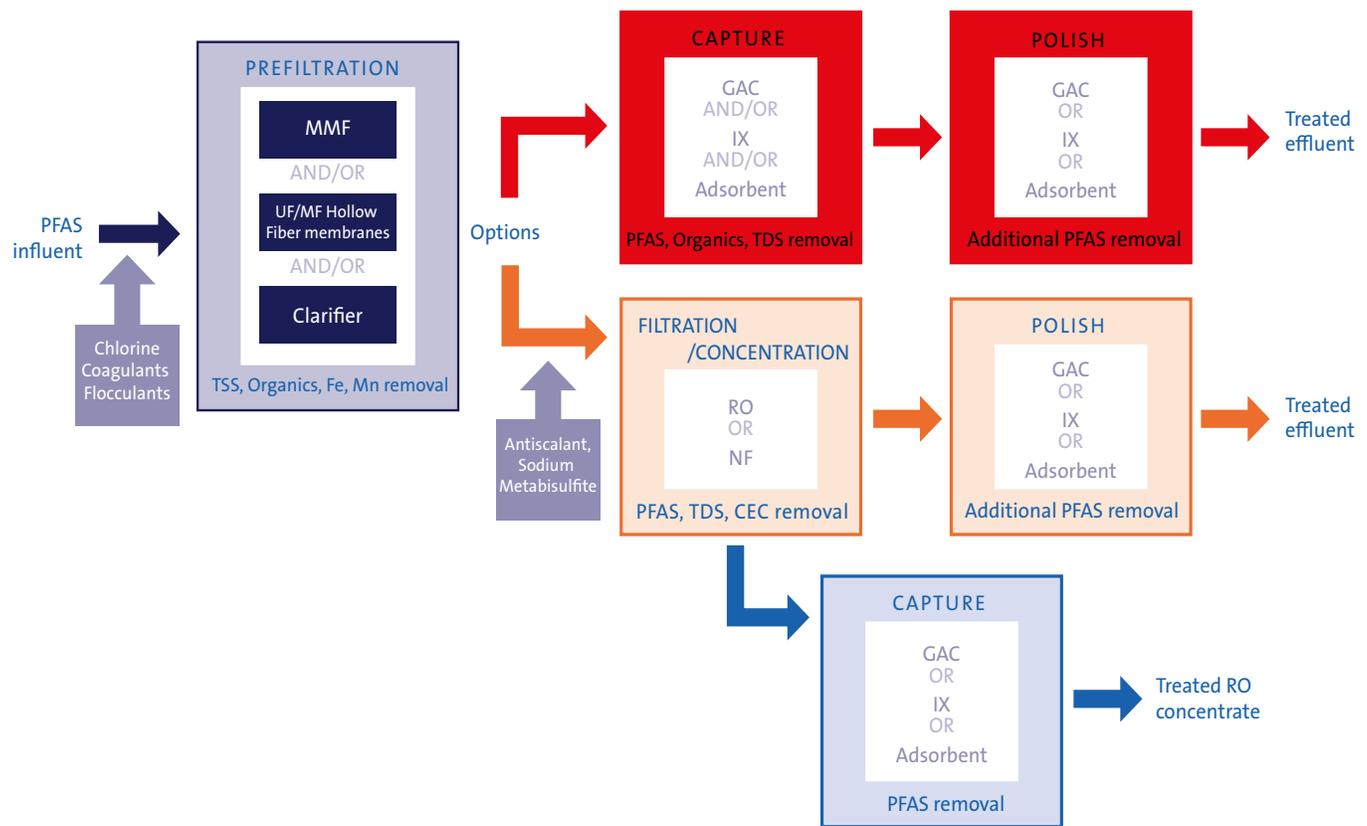 PFAS
influent
Chlorine
Coagulants
Flocculants
PREFILTRATION
MMF
AND/OR
UF/MF Hollow
Fiber membranes
AND/OR
Clarifier
TSS, Organics, Fe, Mn removal
Options
CAPTURE
GAC
AND/OR
IX
AND/OR
Adsorbent
PFAS, Organics, TDS removal
POLISH
GAC
OR
IX
OR
Adsorbent
Additional PFAS removal
Treated
effluent
Antiscalant,
Sodium
Metabisulfite
FILTRATION
/CONCENTRATION
RO
OR
NF
PFAS, TDS, CEC removal
POLISH
GAC
OR
IX
OR
Adsorbent
Additional PFAS removal
Treated
effluent
CAPTURE
GAC
OR
IX
OR
Adsorbent
PFAS removal
Treated RO
concentrate